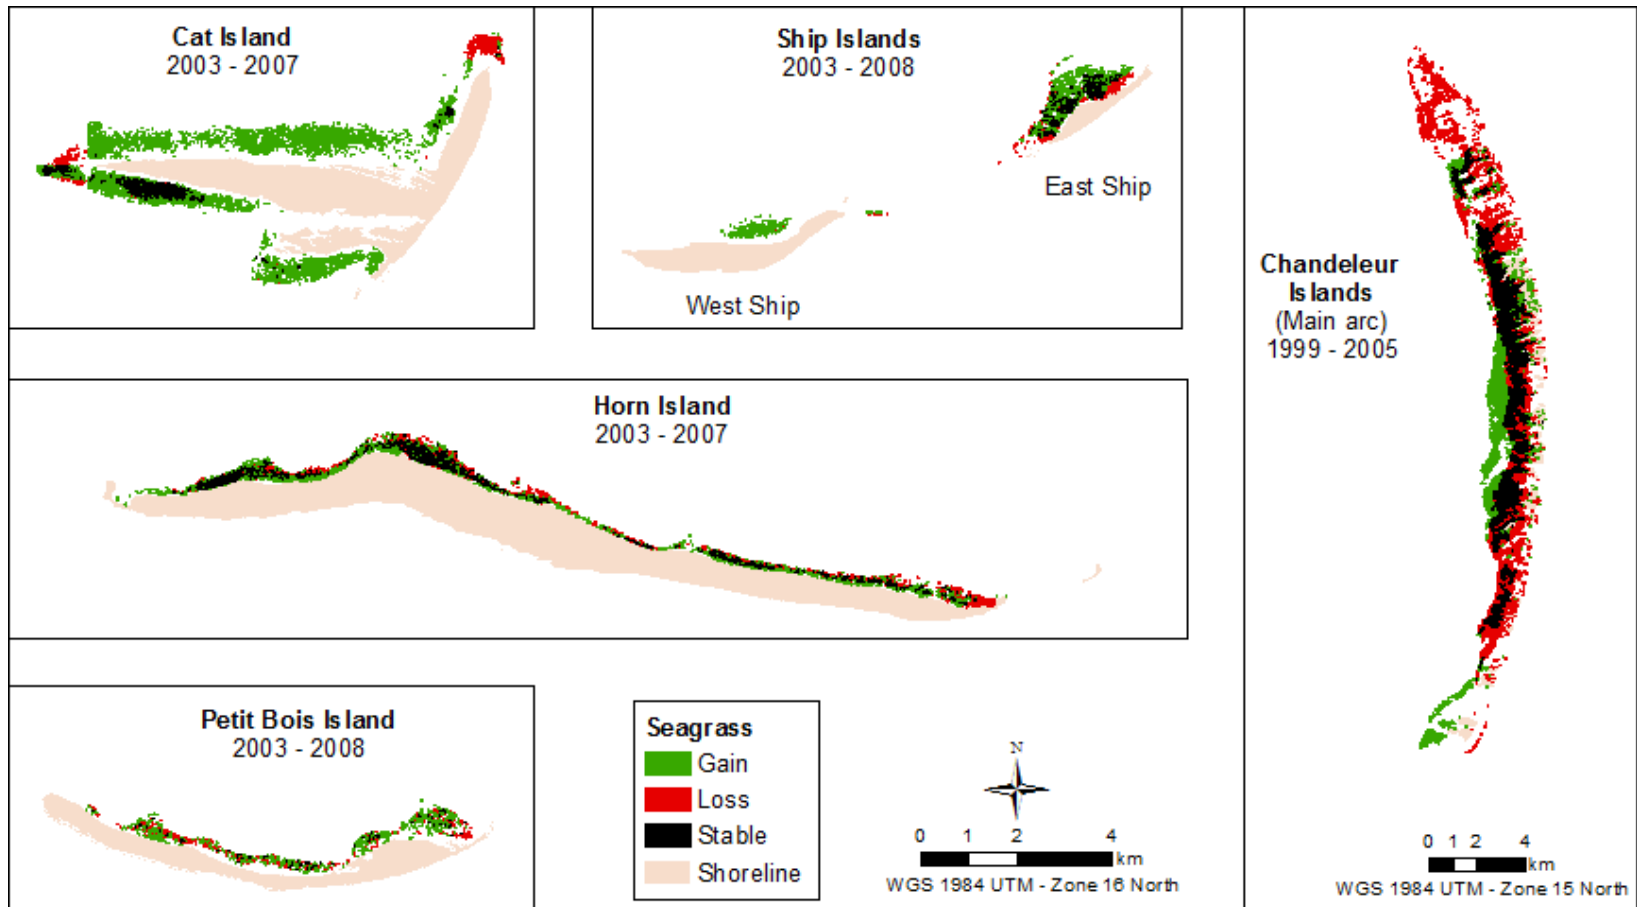 Cat Island
2003 - 2007
Ship Islands
2003 - 2008
East Ship
West Ship
Chandeleur
Islands
(Main arc)
1999 - 2005
Horn Island
2003 - 2007
Petit Bois Island
2003 - 2008
Seagrass
Gain
Loss
Stable
Shoreline
N
0 1 2 4
km
WGS 1984 UTM - Zone 16 North
0 1 2 4
km
WGS 1984 UTM - Zone 15 North